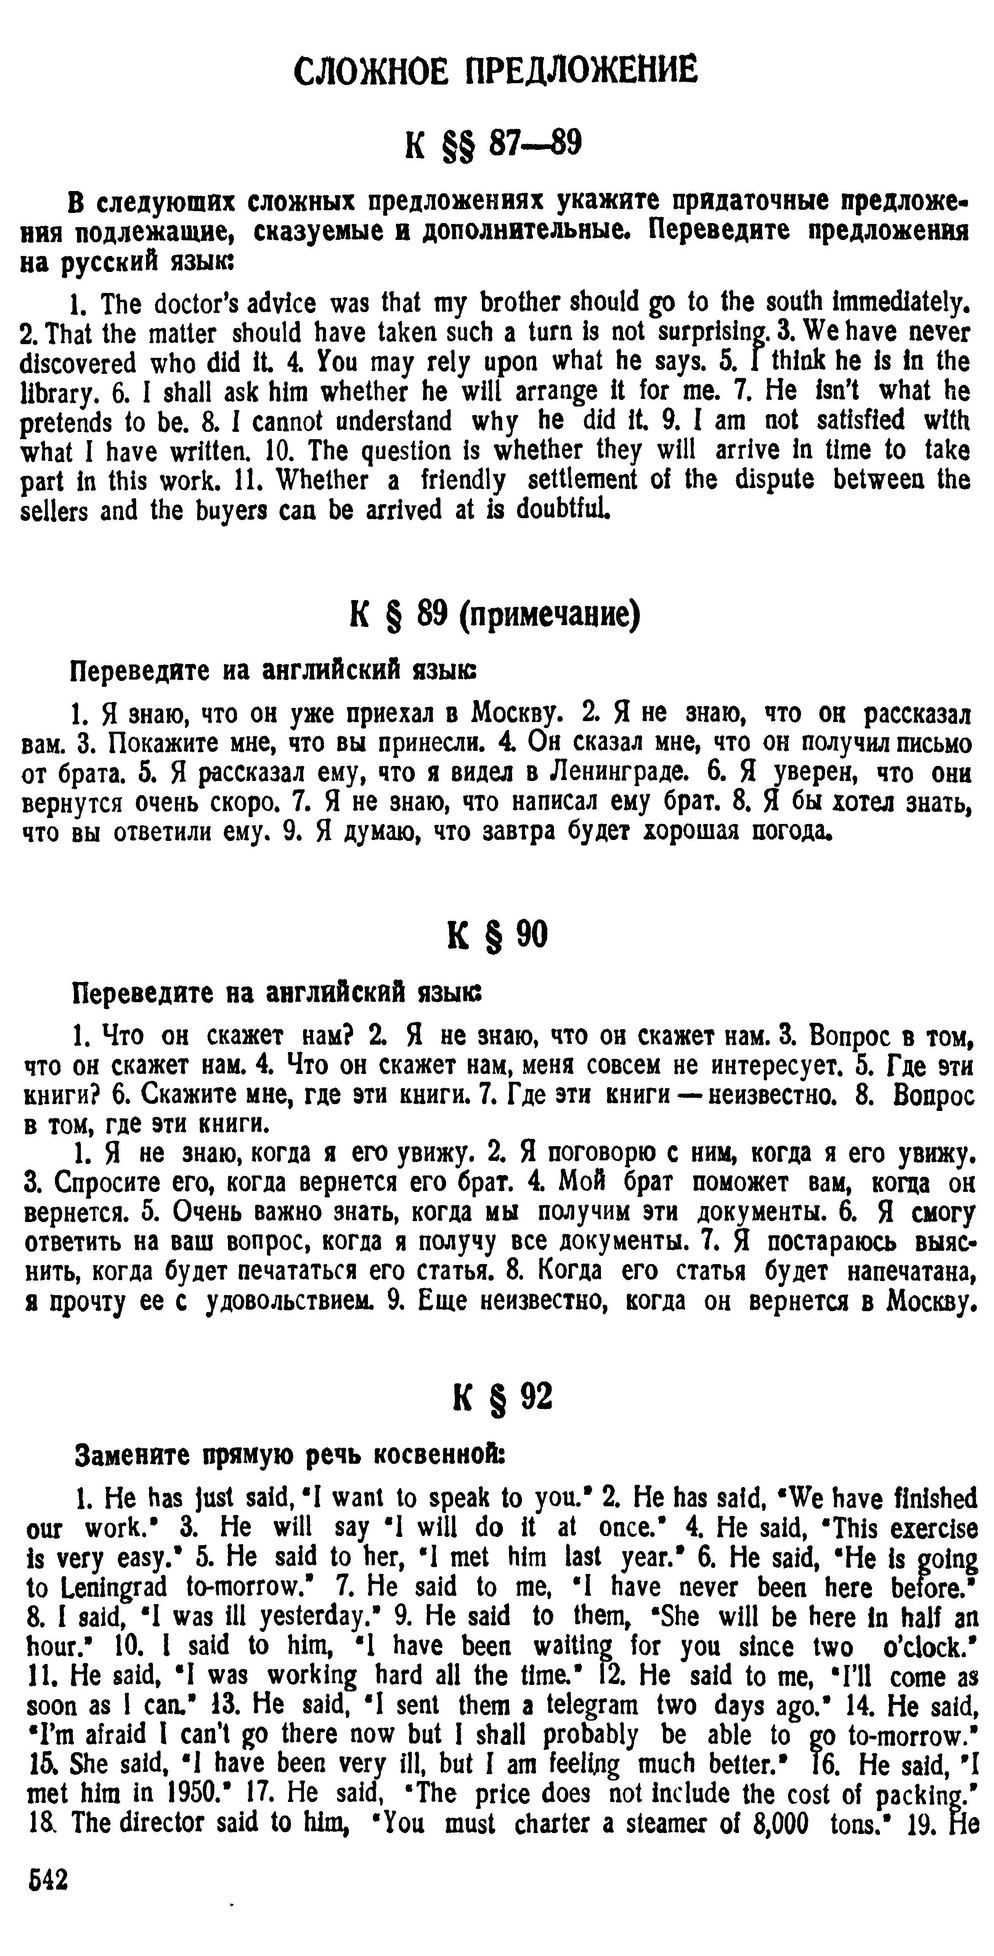 СЛОЖНОЕ ПРЕДЛОЖЕНИЕ
К §§ 87—89
В следующих сложных предложениях укажите придаточные предложе-
ния подлежащие, сказуемые и дополнительные. Переведите предложения
на русский язык:
1. The doctor's advice was that my brother should go to the south immediately.
2. That the matter should have taken such a turn is not surprising. 3. We have never
discovered who did it. 4. You may rely upon what he says. 5. I think he is in the
library. 6. I shall ask him whether he will arrange it for me. 7. He isn't what he
pretends to be. 8. I cannot understand why he did it. 9. I am not satisfied with
what I have written. 10. The question is whether they will arrive in time to take
part in this work. 11. Whether a friendly settlement of the dispute between the
sellers and the buyers can be arrived at is doubtful.
К § 89 (примечание)
Переведите на английский язык:
1. Я знаю, что он уже приехал в Москву. 2. Я не знаю, что он рассказал
вам. 3. Покажите мне, что вы принесли. 4. Он сказал мне, что он получил письмо
от брата. 5. Я рассказал ему, что я видел в Ленинграде. 6. Я уверен, что они
вернутся очень скоро. 7. Я не знаю, что написал ему брат. 8. Я бы хотел знать,
что вы ответили ему. 9. Я думаю, что завтра будет хорошая погода.
К § 90
Переведите на английский язык:
1. Что он скажет нам? 2. Я не знаю, что он скажет нам. 3. Вопрос в том,
что он скажет нам. 4. Что он скажет нам, меня совсем не интересует. 5. Где эти
книги? 6. Скажите мне, где эти книги. 7. Где эти книги — неизвестно. 8. Вопрос
в том, где эти книги.
1. Я не знаю, когда я его увижу. 2. Я поговорю с ним, когда я его увижу.
3. Спросите его, когда вернется его брат. 4. Мой брат поможет вам, когда он
вернется. 5. Очень важно знать, когда мы получим эти документы. 6. Я смогу
ответить на ваш вопрос, когда я получу все документы. 7. Я постараюсь выяс-
нить, когда будет печататься его статья. 8. Когда его статья будет напечатана,
я прочту ее с удовольствием. 9. Еще неизвестно, когда он вернется в Москву.
К § 92
Замените прямую речь косвенной:
1. He has just said, "I want to speak to you." 2. He has said, "We have finished
our work." 3. He will say "I will do it at once." 4. He said, "This exercise
is very easy." 5. He said to her, "I met him last year." 6. He said, "He is going
to Leningrad to-morrow." 7. He said to me, "I have never been here before."
8. I said, "I was ill yesterday." 9. He said to them, "She will be here in half an
hour." 10. I said to him, "I have been waiting for you since two o'clock."
11. He said, "I was working hard all the time." 12. He said to me, "I'll come as
soon as I can." 13. He said, "I sent them a telegram two days ago." 14. He said,
"I'm afraid I can't go there now but I shall probably be able to go to-morrow."
15. She said, "I have been very ill, but I am feeling much better." 16. He said, "I
met him in 1950." 17. He said, "The price does not include the cost of packing."
18. The director said to him, "You must charter a steamer of 8,000 tons." 19. He
542